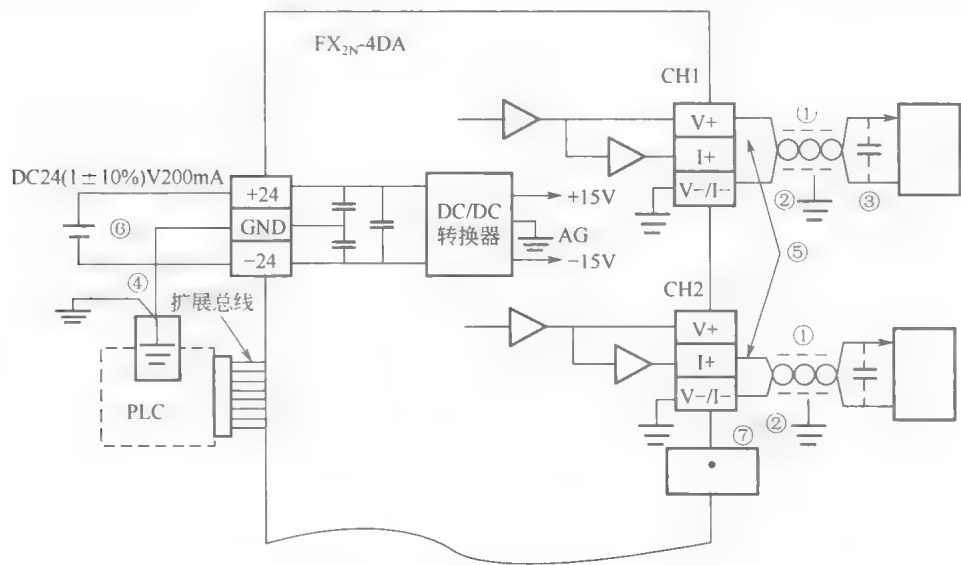 FX2N-4DA
CH1
V+
I+
V-/I-
①
②
③
DC24(1±10%)V200mA
+24
GND
-24
⑥
④
DC/DC
转换器
+15V
AG
-15V
⑤
扩展总线
PLC
CH2
V+
I+
V-/I-
①
②
⑦